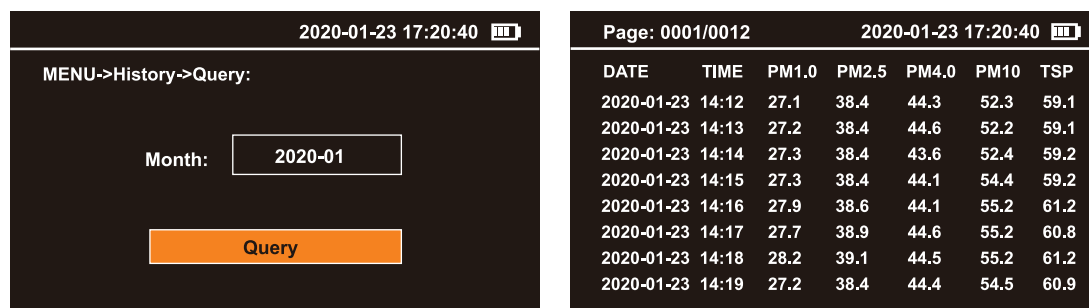 2020-01-23 17:20:40
MENU->History->Query:
Month: 2020-01
Query
Page: 0001/0012 2020-01-23 17:20:40
DATE TIME PM1.0 PM2.5 PM4.0 PM10 TSP
2020-01-23 14:12 27.1 38.4 44.3 52.3 59.1
2020-01-23 14:13 27.2 38.4 44.6 52.2 59.1
2020-01-23 14:14 27.3 38.4 43.6 52.4 59.2
2020-01-23 14:15 27.3 38.4 44.1 54.4 59.2
2020-01-23 14:16 27.9 38.6 44.1 55.2 61.2
2020-01-23 14:17 27.7 38.9 44.6 55.2 60.8
2020-01-23 14:18 28.2 39.1 44.5 55.2 61.2
2020-01-23 14:19 27.2 38.4 44.4 54.5 60.9